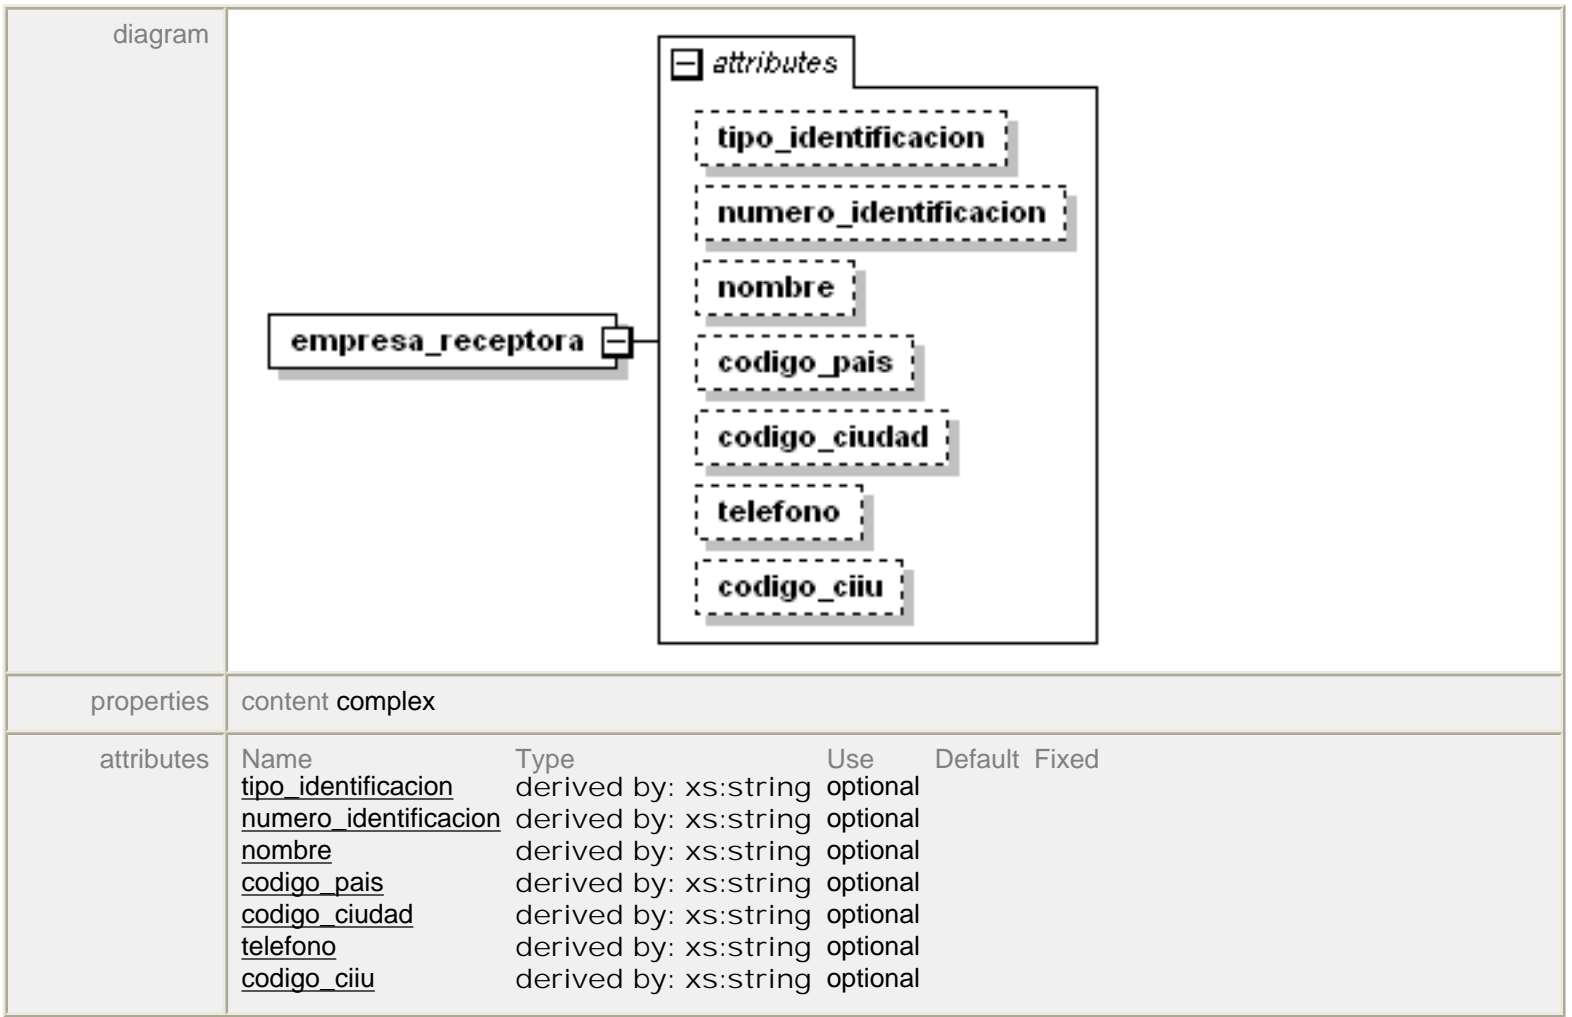 diagram
attributes
tipo_identificacion
numero_identificacion
nombre
empresa_receptora
codigo_pais
codigo_ciudad
telefono
codigo_ciiu
properties content complex
attributes Name Type Use Default Fixed
tipo_identificacion derived by: xs:string optional
numero_identificacion derived by: xs:string optional
nombre derived by: xs:string optional
codigo_pais derived by: xs:string optional
codigo_ciudad derived by: xs:string optional
telefono derived by: xs:string optional
codigo_ciiu derived by: xs:string optional